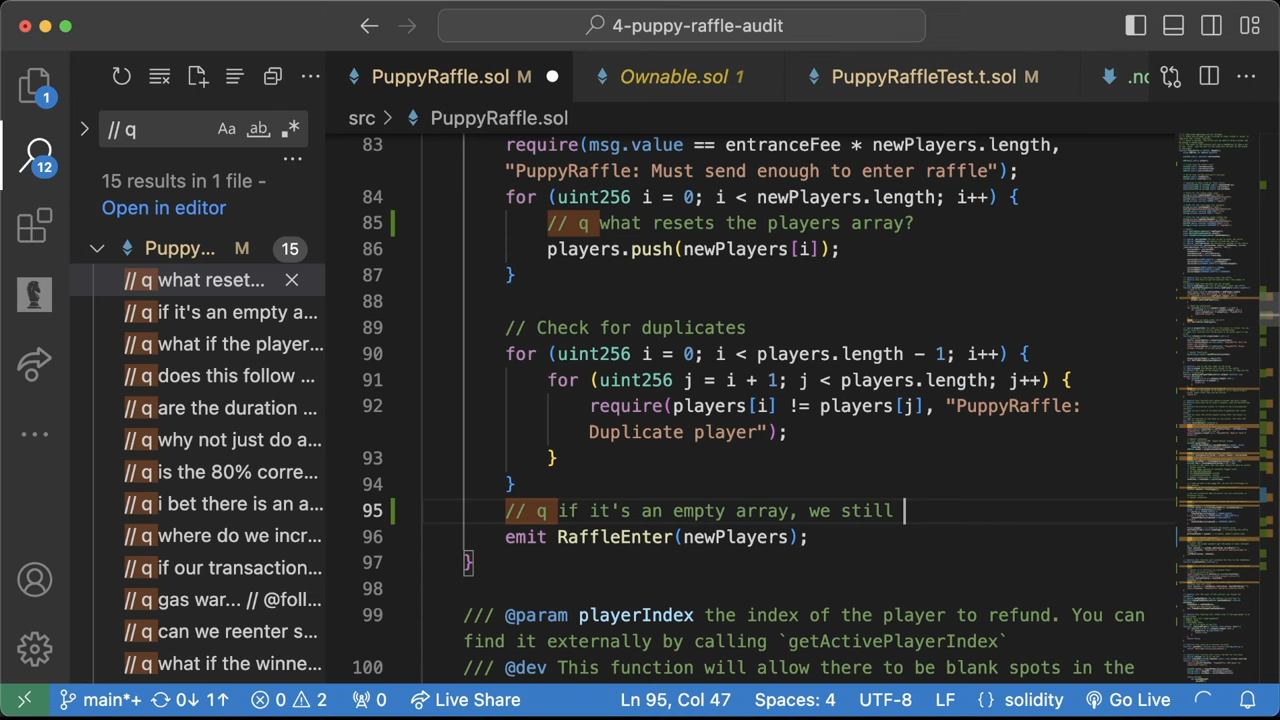 4-puppy-raffle-audit
PuppyRaffle.sol M
Ownable.sol 1
PuppyRaffleTest.t.sol M
1
// q
Aa
ab
12
15 results in 1 file -
Open in editor
Puppy... M 15
// q what reset...
// q if it's an empty a...
// q what if the player...
// q does this follow ...
// q are the duration ...
// q why not just do a...
// q is the 80% corre...
// q i bet there is an a...
// q where do we incr...
// q if our transaction...
// q gas war... // @foll...
// q can we reenter s...
// q what if the winne...
src > PuppyRaffle.sol
83 require(msg.value == entranceFee * newPlayers.length,
"PuppyRaffle: Must send enough to enter raffle");
84 for (uint256 i = 0; i < newPlayers.length; i++) {
85 // q what resets the players array?
86 players.push(newPlayers[i]);
87 }
88
89 // Check for duplicates
90 for (uint256 i = 0; i < players.length - 1; i++) {
91 for (uint256 j = i + 1; j < players.length; j++) {
92 require(players[i] != players[j], "PuppyRaffle:
Duplicate player");
93 }
94 }
95 // q if it's an empty array, we still
96 emit RaffleEnter(newPlayers);
97 }
98
99 /// @param playerIndex the index of the player to refund. You can
find it externally by calling `getActivePlayerIndex`
100 /// @dev This function will allow there to be blank spots in the
main*+ 0↓ 1↑ 0 2 0 Live Share Ln 95, Col 47 Spaces: 4 UTF-8 LF {} solidity Go Live